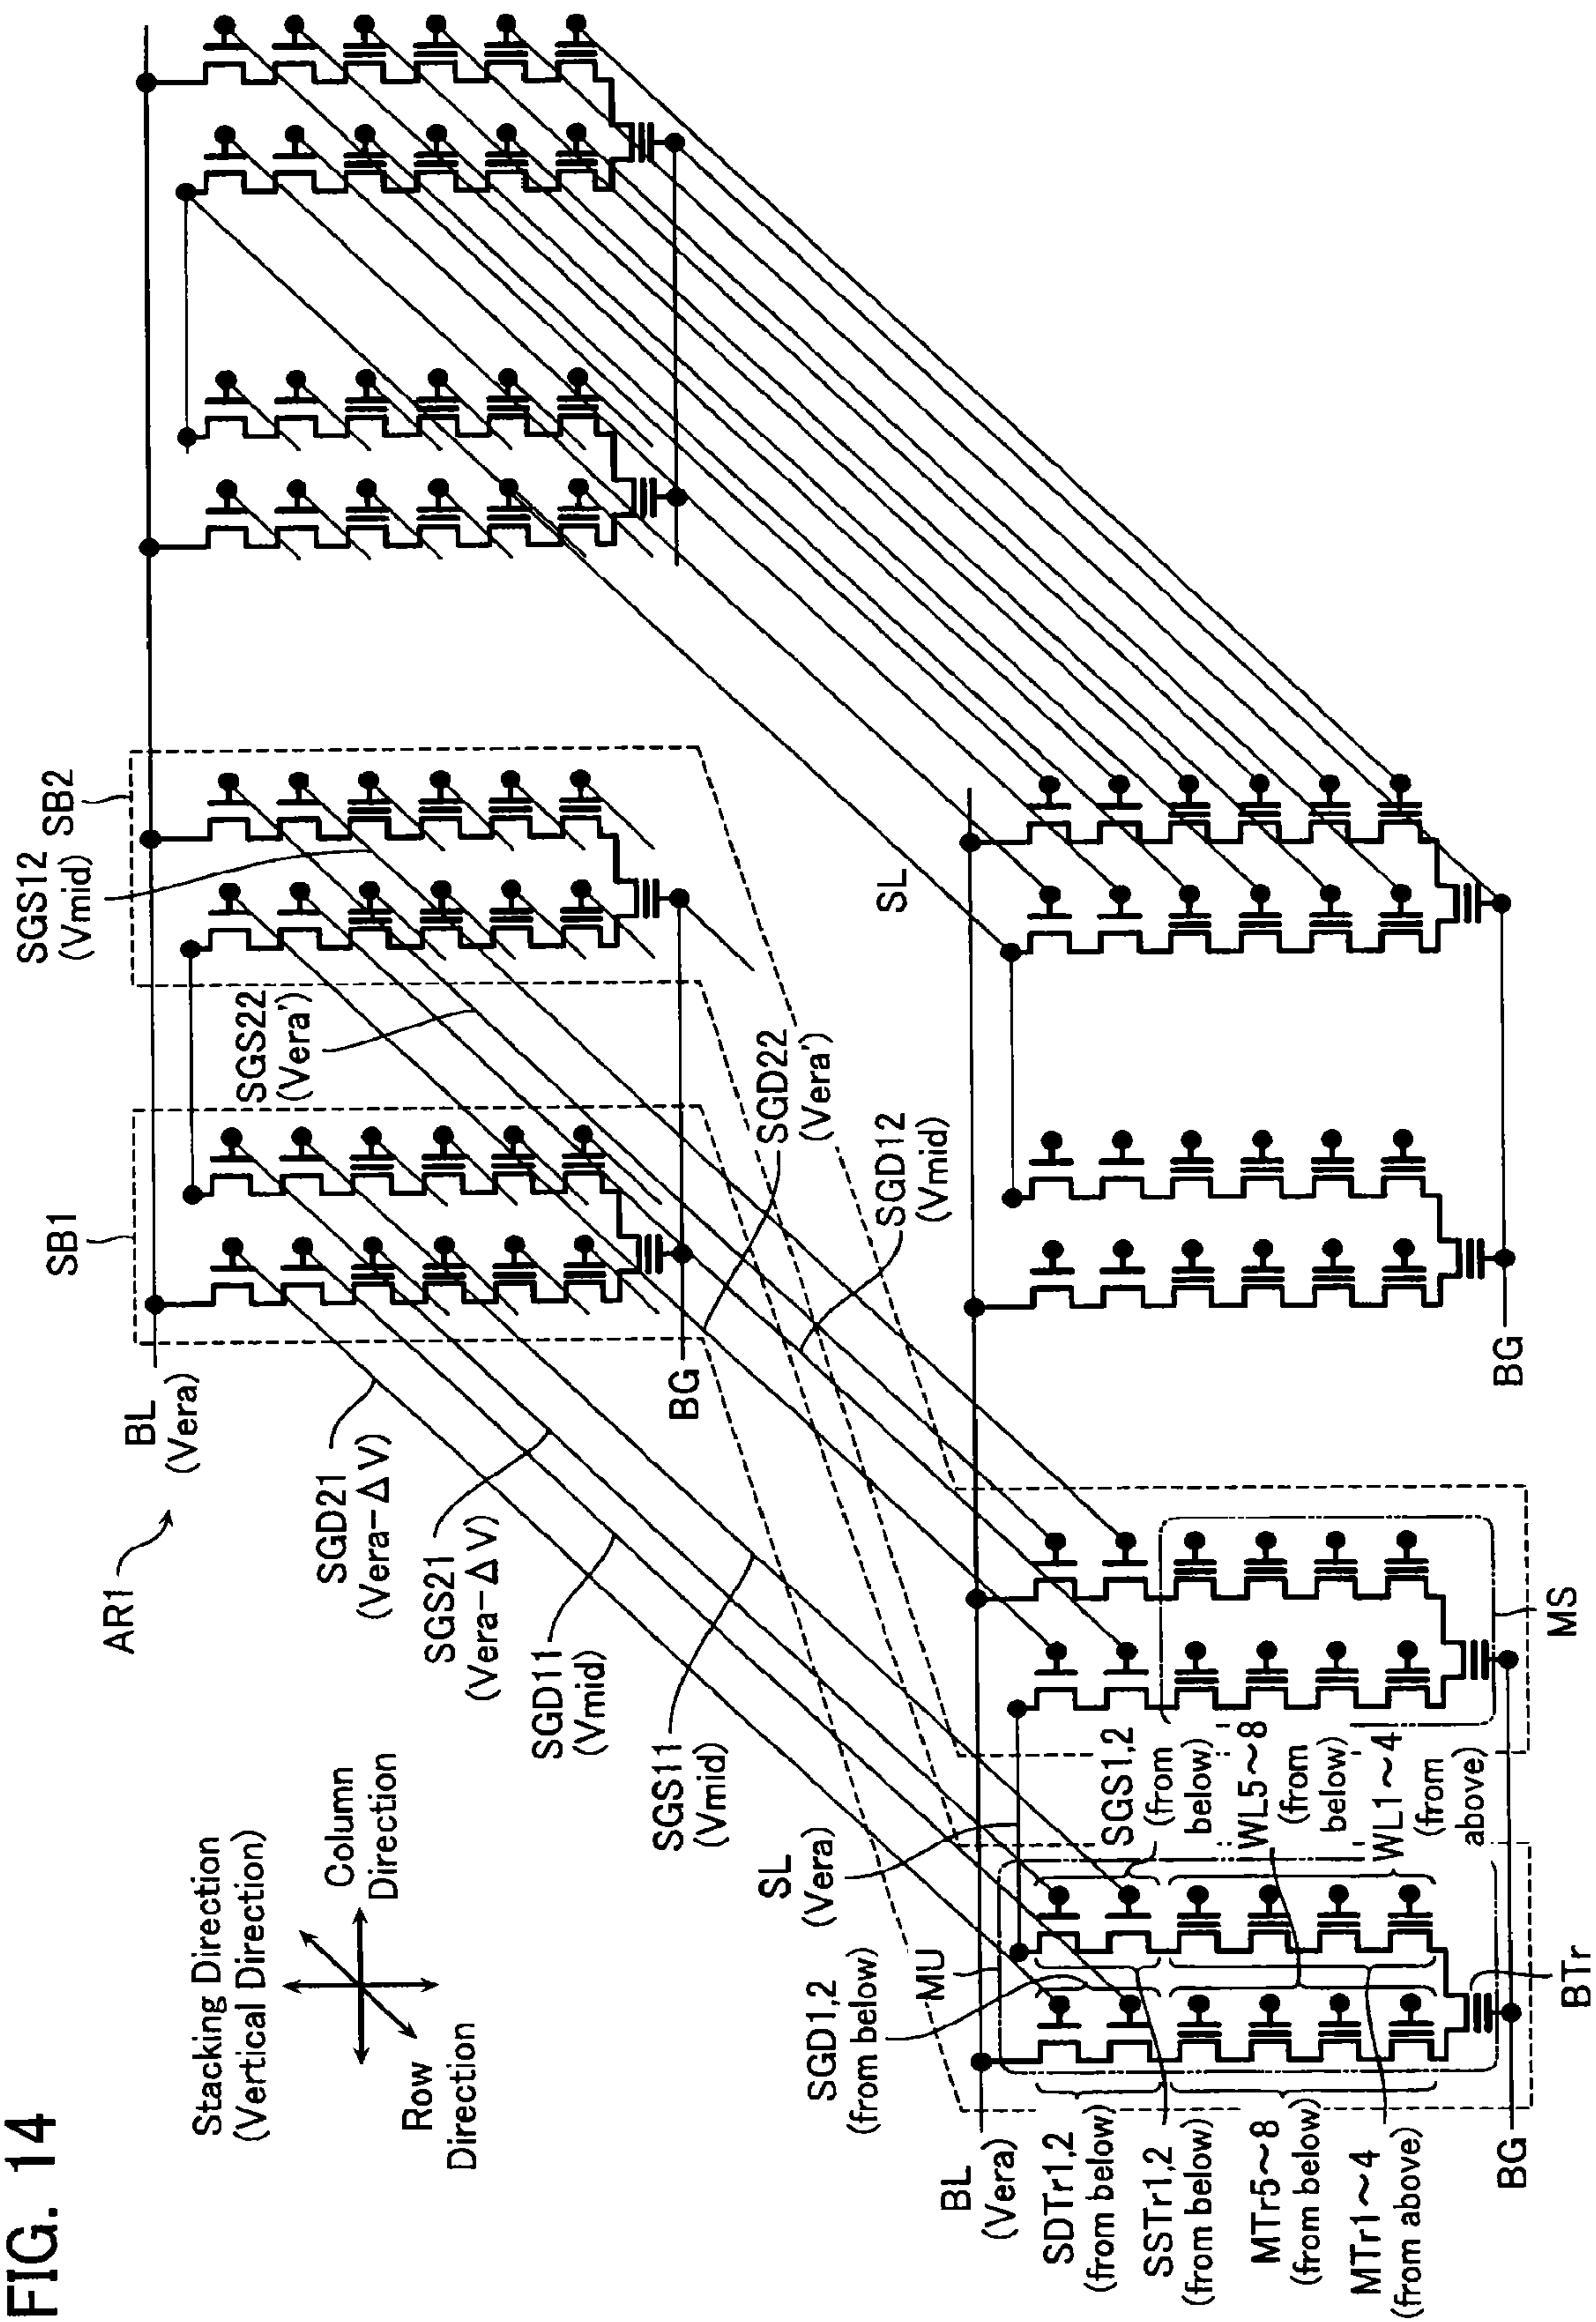 FIG. 14
Stacking Direction
(Vertical Direction)
Column
Direction
Row
Direction
AR1
BL
(Vera)
SB1
SGS12
(Vmid)
SB2
SGS22
(Vera')
SGD21
(Vera-ΔV)
SGS21
(Vera-ΔV)
SGD11
(Vmid)
SGS11
(Vmid)
BG
SGD22
(Vera')
SGD12
(Vmid)
SL
SL
(Vera)
MU
SGD1,2
(from below)
BL
(Vera)
SDTr1,2
(from below)
SSTr1,2
(from below)
MTr5~8
(from below)
MTr1~4
(from above)
SGS1,2
(from
below)
WL5~8
(from
below)
WL1~4
(from
above)
MS
BG
BTr
BG